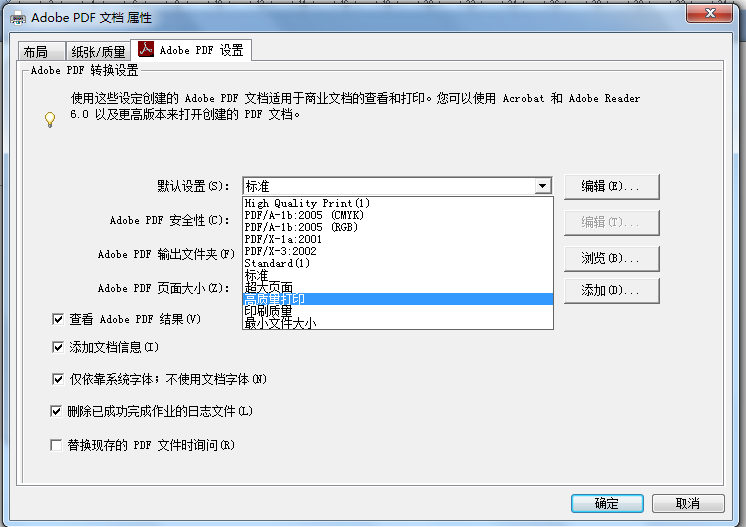 Adobe PDF 文档 属性
布局
纸张/质量
Adobe PDF 设置
Adobe PDF 转换设置
使用这些设定创建的 Adobe PDF 文档适用于商业文档的查看和打印。您可以使用 Acrobat 和 Adobe Reader
6.0 以及更高版本来打开创建的 PDF 文档。
默认设置(S): 标准 编辑(E)...
High Quality Print(1)
PDF/A-1b:2005 (CMYK)
Adobe PDF 安全性(C): 编辑(T)...
PDF/A-1b:2005 (RGB)
PDF/X-1a:2001
PDF/X-3:2002
Adobe PDF 输出文件夹(F) 浏览(B)...
Standard(1)
标准
超大页面
Adobe PDF 页面大小(Z): 添加(D)...
高质量打印
印刷质量
最小文件大小
查看 Adobe PDF 结果(V)
添加文档信息(I)
仅依靠系统字体; 不使用文档字体(N)
删除已成功完成作业的日志文件(L)
替换现存的 PDF 文件时询问(R)
确定
取消